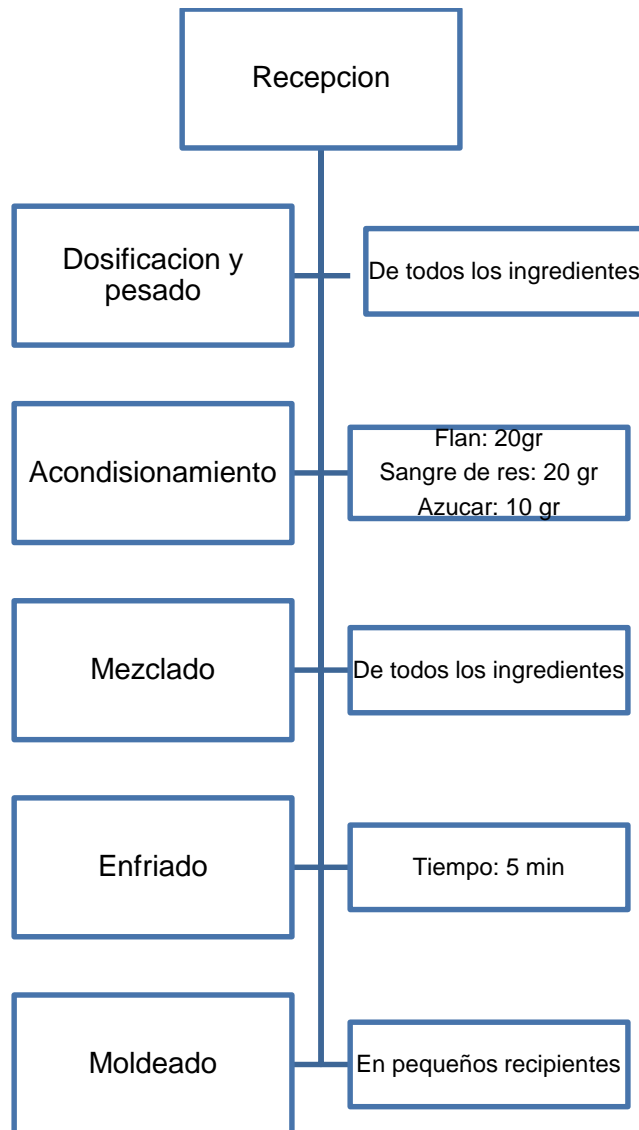 Recepcion
Dosificacion y
pesado
De todos los ingredientes
Acondisionamiento
Flan: 20gr
Sangre de res: 20 gr
Azucar: 10 gr
Mezclado
De todos los ingredientes
Enfriado
Tiempo: 5 min
Moldeado
En pequeños recipientes